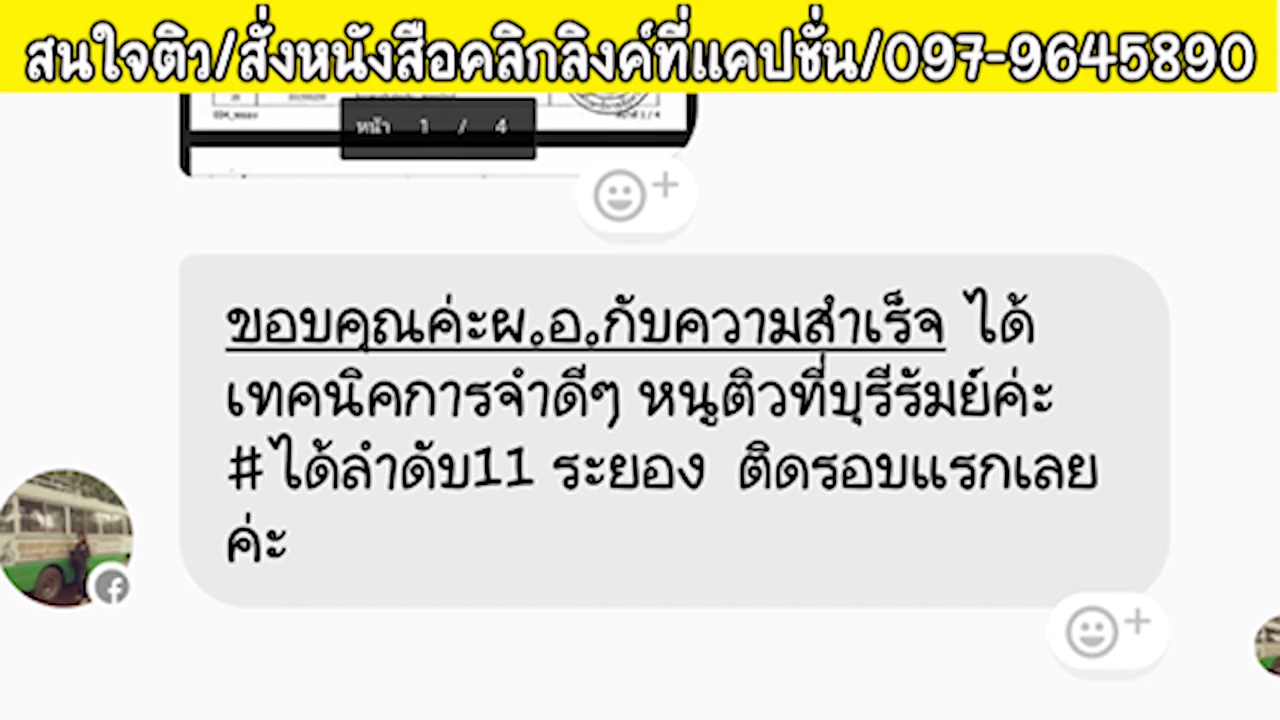 สนใจติว/สั่งหนังสือคลิกลิงค์ที่แคปชั่น/097-9645890
หน้า 1 / 4
ขอบคุณค่ะผ.อ.กับความสำเร็จ ได้
เทคนิคการจำดีๆ หนูติวที่บุรีรัมย์ค่ะ
#ได้ลำดับ11 ระยอง ติดรอบแรกเลย
ค่ะ